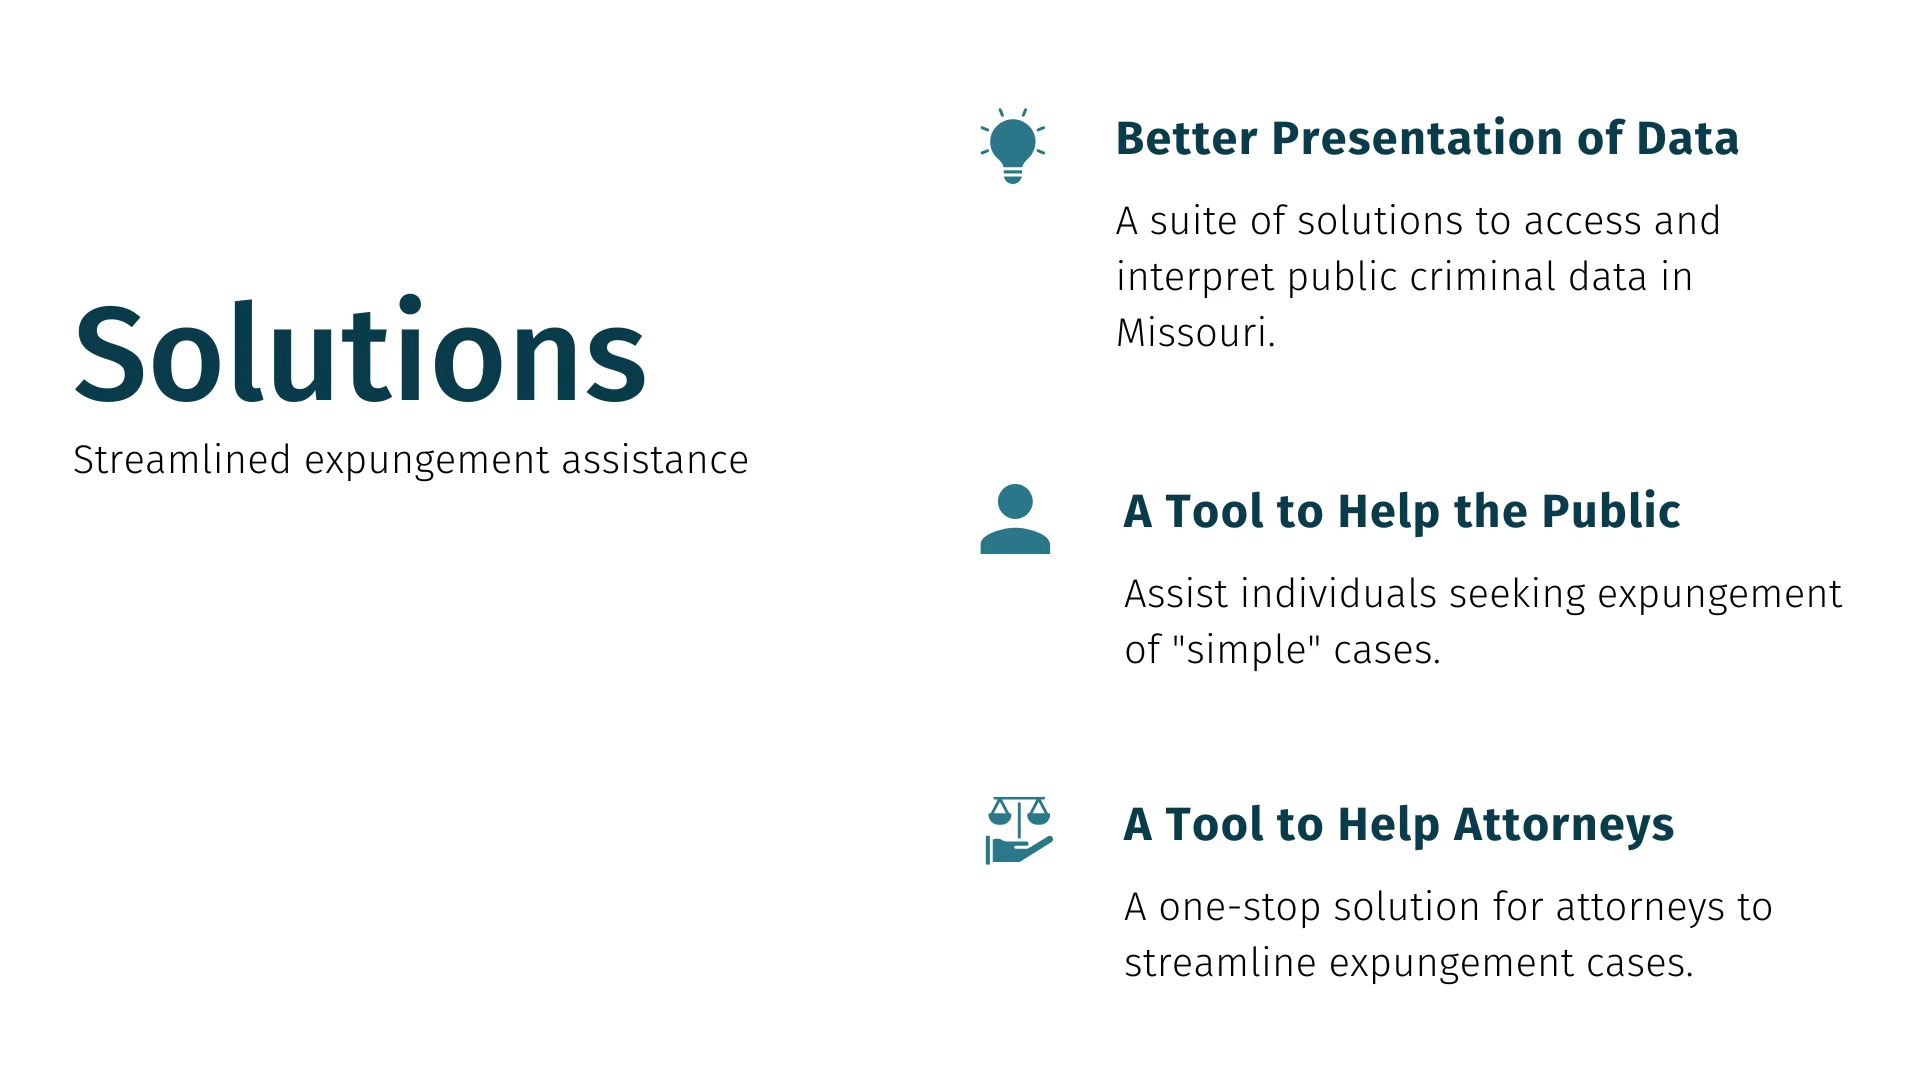 Solutions
Streamlined expungement assistance
Better Presentation of Data
A suite of solutions to access and
interpret public criminal data in
Missouri.
A Tool to Help the Public
Assist individuals seeking expungement
of "simple" cases.
A Tool to Help Attorneys
A one-stop solution for attorneys to
streamline expungement cases.